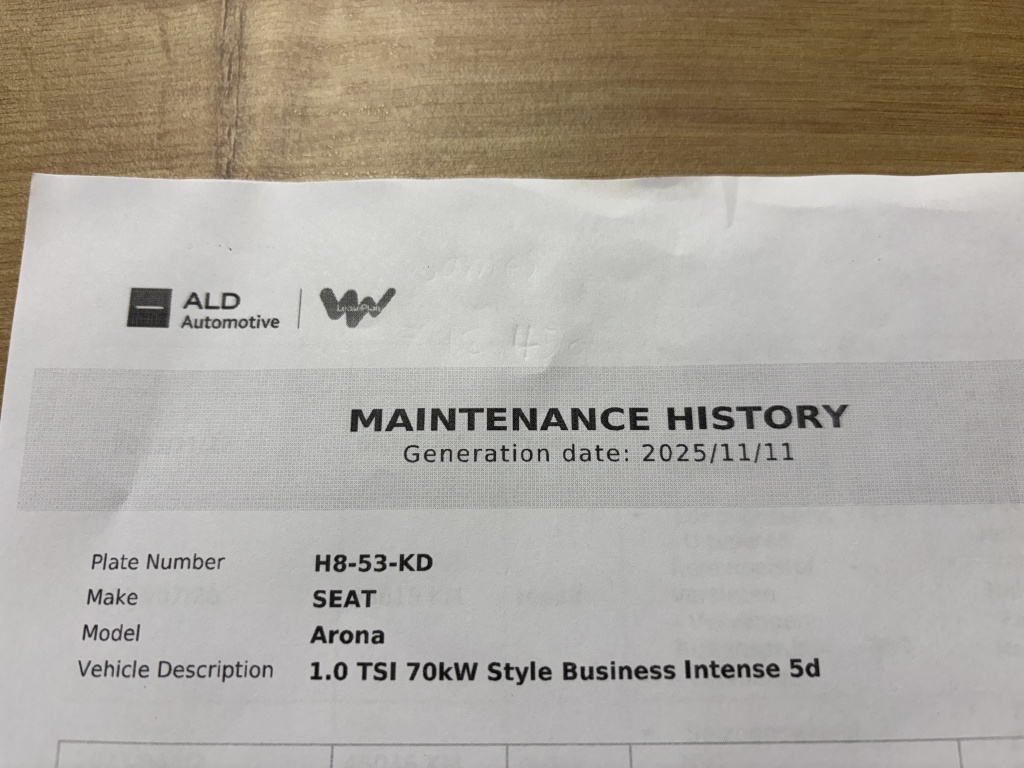 ALD
Automotive
LeasePlan
MAINTENANCE HISTORY
Generation date: 2025/11/11
Plate Number H8-53-KD
Make SEAT
Model Arona
Vehicle Description 1.0 TSI 70kW Style Business Intense 5d